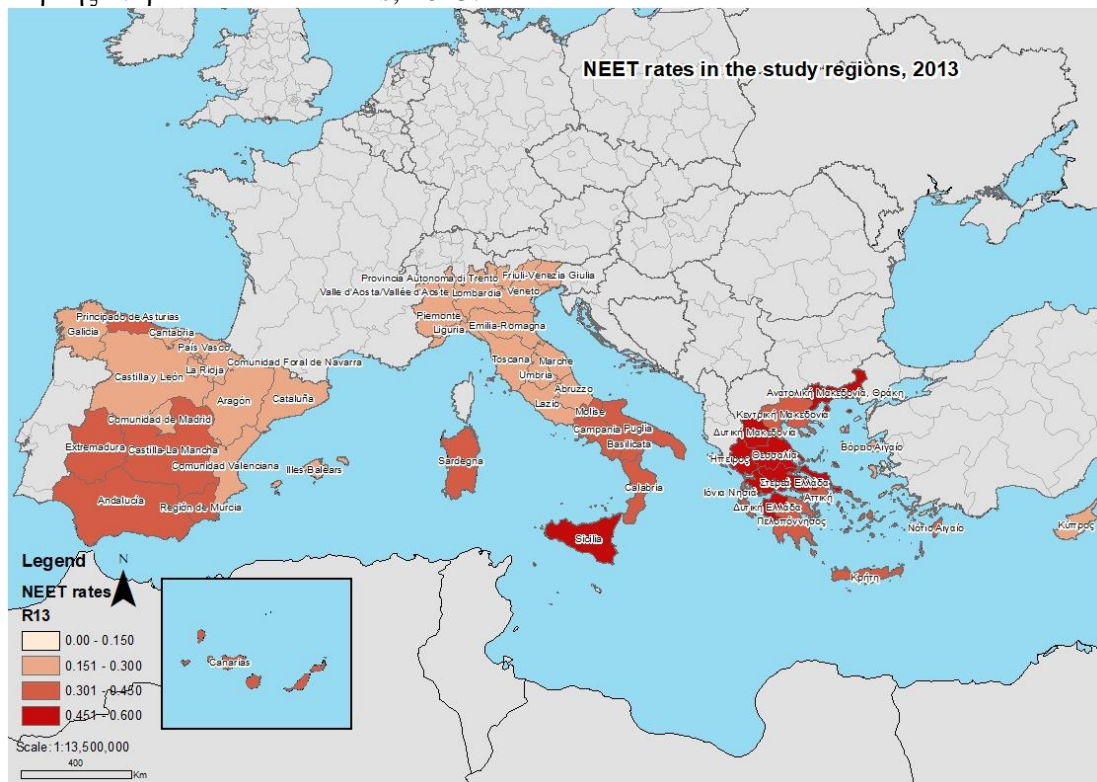 NEET rates in the study regions, 2013
Provincia Autonoma di Trento
Friuli-Venezia Giulia
Valle d'Aosta/Vallée d'Aoste
Lombardia
Veneto
Piemonte
Emilia-Romagna
Liguria
Principado de Asturias
Galicia
Cantabria
País Vasco
Comunidad Foral de Navarra
La Rioja
Castilla y León
Aragón
Cataluña
Toscana
Marche
Umbria
Abruzzo
Lazio
Molise
Campania
Puglia
Basilicata
Sardegna
Calabria
Sicilia
Comunidad de Madrid
Extremadura
Castilla-La Mancha
Comunidad Valenciana
Illes Balears
Andalucía
Región de Murcia
Ανατολική Μακεδονία, Θράκη
Κεντρική Μακεδονία
Δυτική Μακεδονία
Ήπειρος
Θεσσαλία
Βόρειο Αιγαίο
Ιόνια Νησιά
Στερεά Ελλάδα
Αττική
Δυτική Ελλάδα
Πελοπόννησος
Νότιο Αιγαίο
Κύπρος
Κρήτη
Legend
N
NEET rates
R13
0.00 - 0.150
0.151 - 0.300
0.301 - 0.450
0.451 - 0.600
Canarias
Scale: 1:13,500,000
400
Km